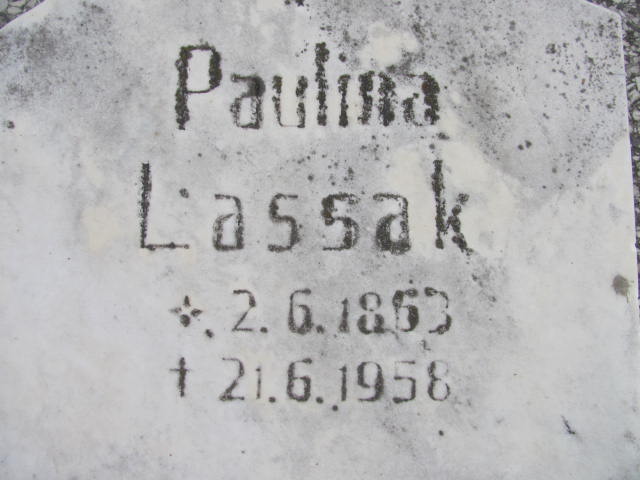 Paulina
Lassak
* 2.6.1863
† 21.6.1958